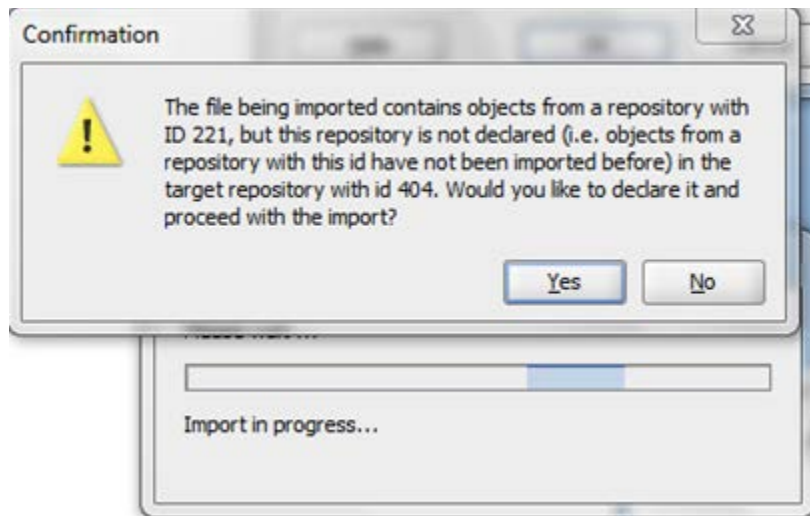 Confirmation
The file being imported contains objects from a repository with
ID 221, but this repository is not declared (i.e. objects from a
repository with this id have not been imported before) in the
target repository with id 404. Would you like to declare it and
proceed with the import?
Yes No
Import in progress...